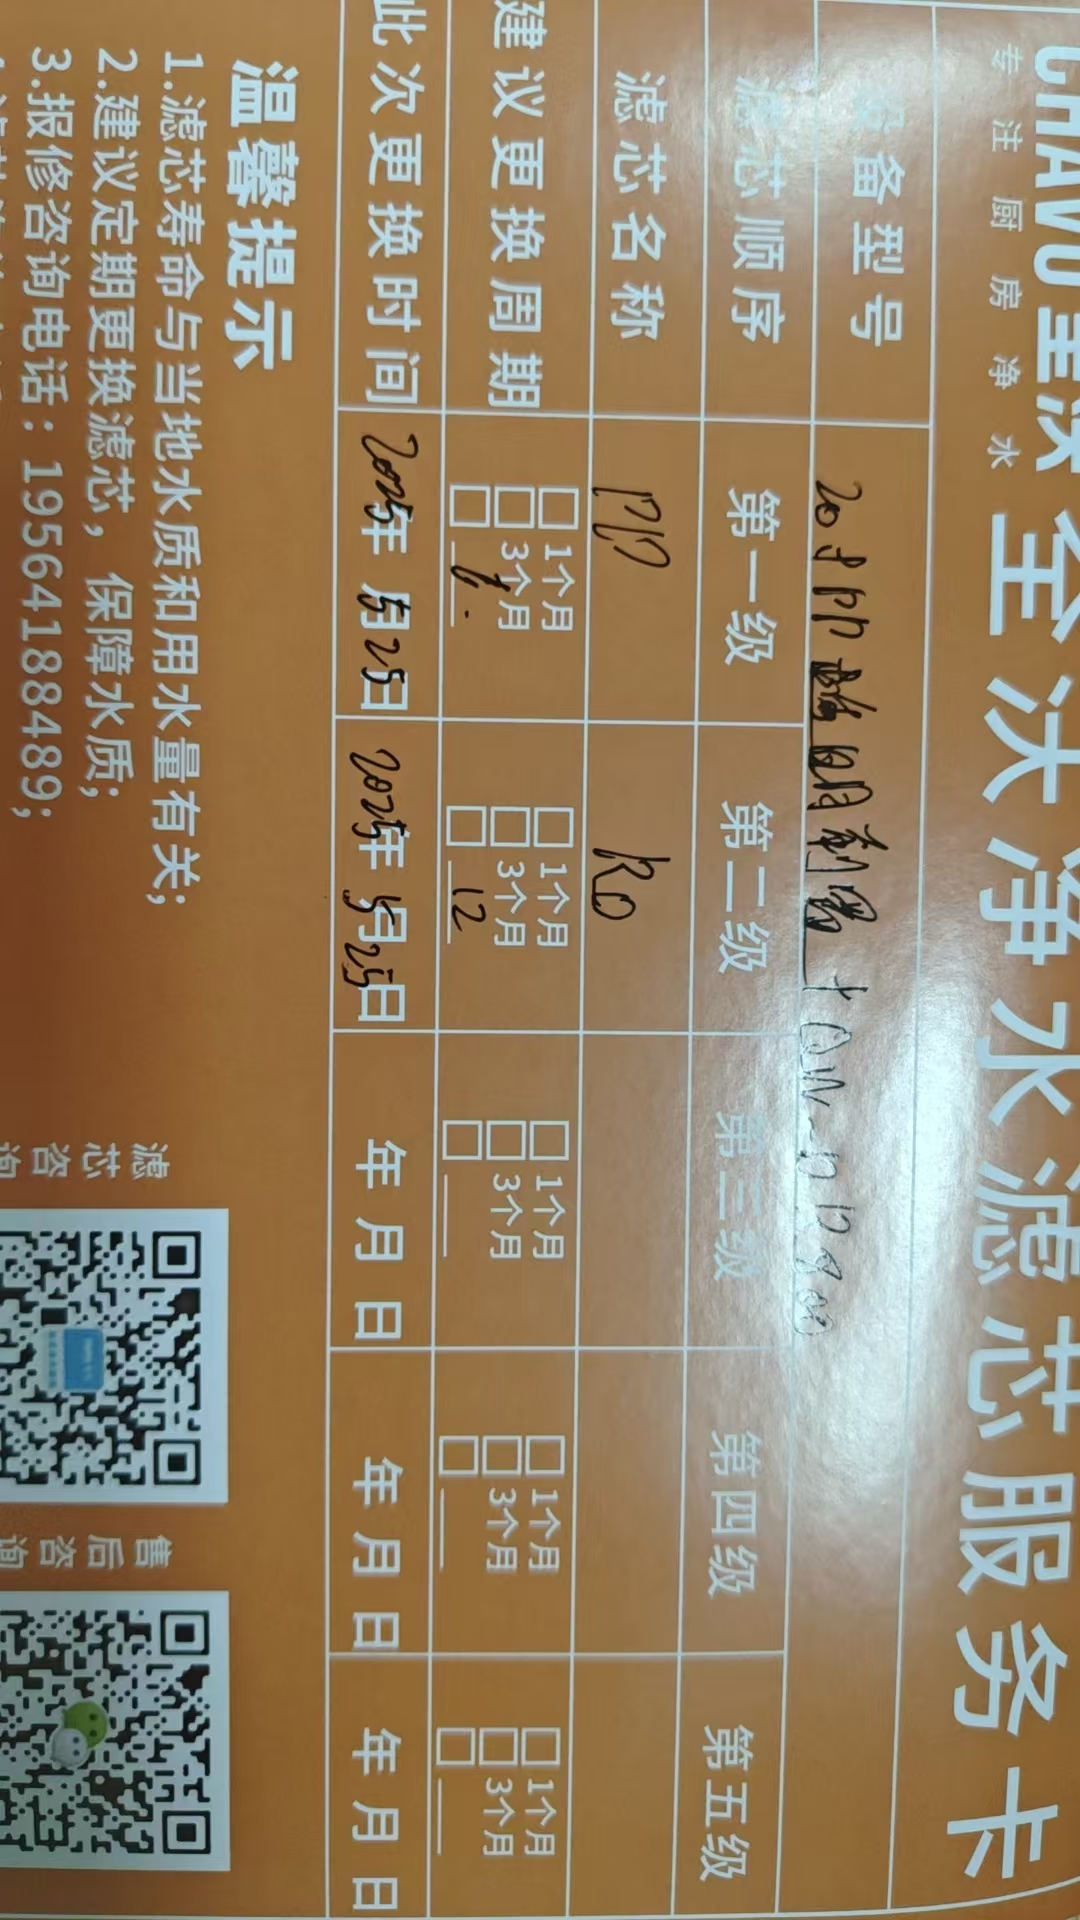 全决净水滤芯服务卡
专注厨房净水
设备型号
滤芯顺序 第一级 第二级 第三级 第四级 第五级
滤芯名称 PP RO
建议更换周期 1个月 3个月 6. 1个月 3个月 12 1个月 3个月 1个月 3个月 1个月 3个月
此次更换时间 2025年5月25日 2025年5月25日 年月日 年月日 年月日
温馨提示
1.滤芯寿命与当地水质和用水量有关;
2.建议定期更换滤芯，保障水质;
3.报修咨询电话：19564188489;
滤芯咨询
售后咨询